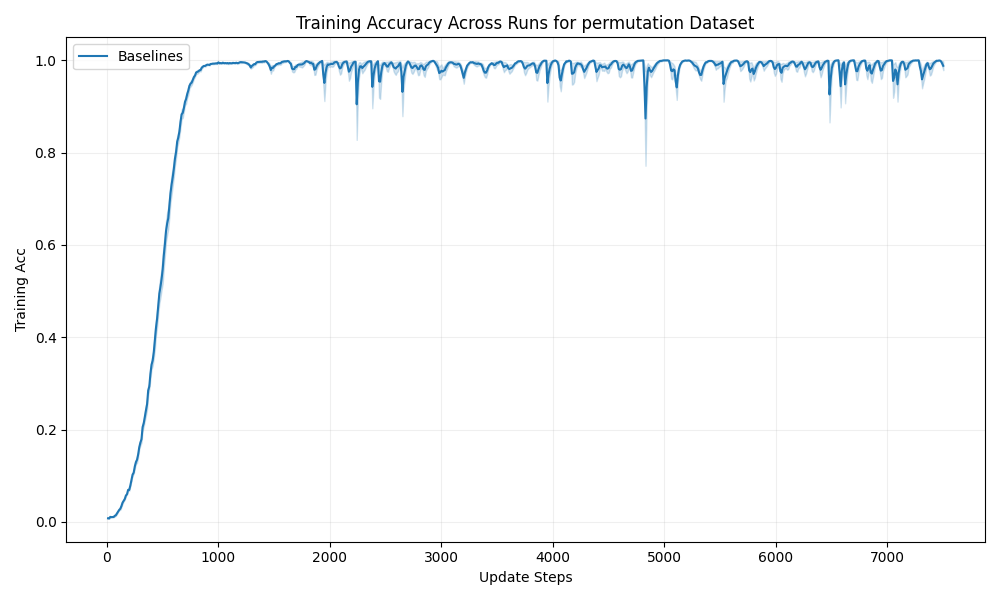 Training Accuracy Across Runs for permutation Dataset
Baselines
Training Acc
1.0
0.8
0.6
0.4
0.2
0.0
0 1000 2000 3000 4000 5000 6000 7000
Update Steps